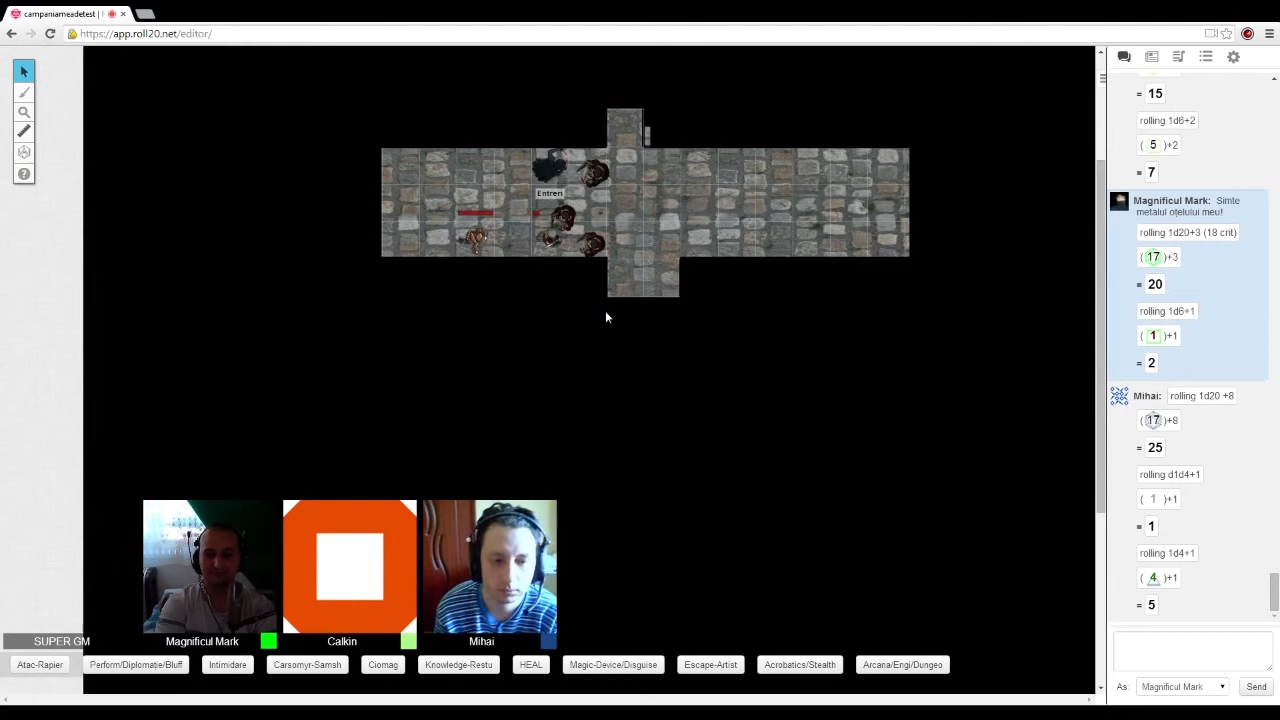 campaniameadetest |
https://app.roll20.net/editor/
Entreri
= 15
rolling 1d6+2
( 5 )+2
= 7
Magnificul Mark: Simte
metalul oțelului meu!
rolling 1d20+3 (18 crit)
( 17 )+3
= 20
rolling 1d6+1
( 1 )+1
= 2
Mihai: rolling 1d20 +8
( 17 )+8
= 25
rolling d1d4+1
( 1 )+1
= 1
rolling 1d4+1
( 4 )+1
= 5
SUPER GM
Magnificul Mark
Calkin
Mihai
Atac-Rapier
Perform/Diplomație/Bluff
Intimidare
Carsomyr-Samsh
Ciomag
Knowledge-Restu
HEAL
Magic-Device/Disguise
Escape-Artist
Acrobatics/Stealth
Arcana/Engi/Dungeo
As: Magnificul Mark
Send